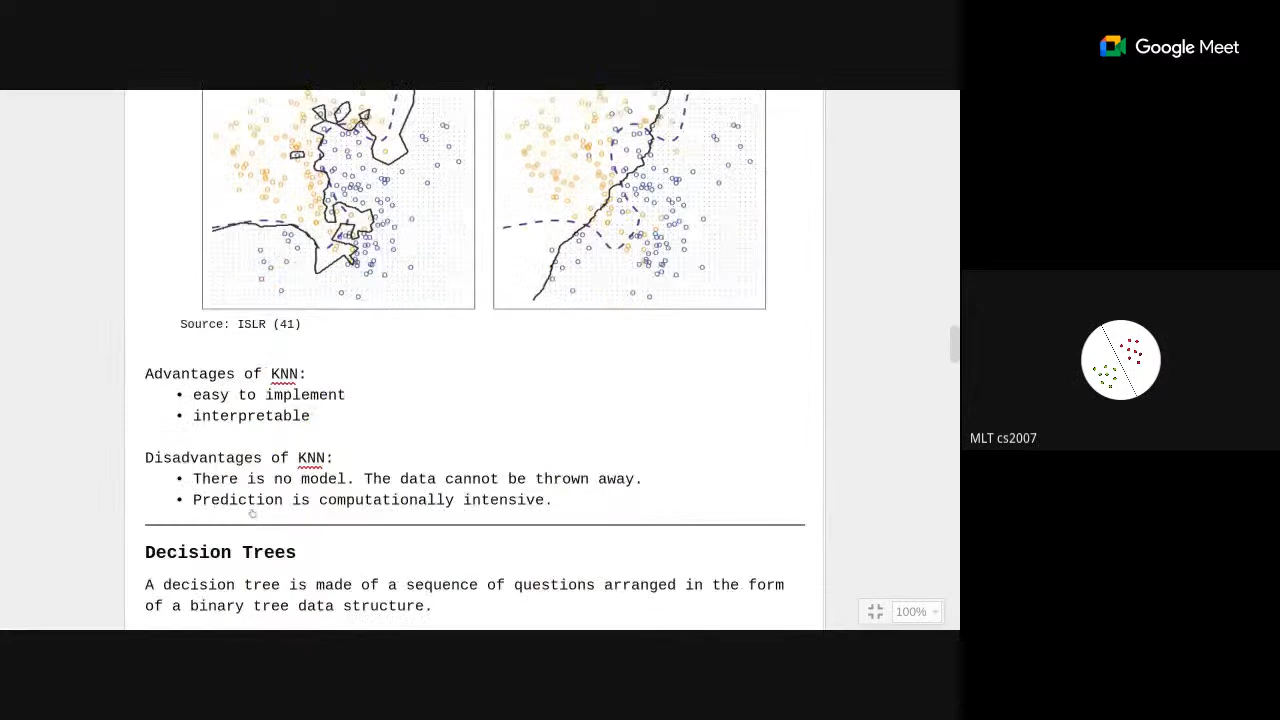 Google Meet
Source: ISLR (41)
Advantages of KNN:
• easy to implement
• interpretable
Disadvantages of KNN:
• There is no model. The data cannot be thrown away.
• Prediction is computationally intensive.
Decision Trees
A decision tree is made of a sequence of questions arranged in the form
of a binary tree data structure.
100%
MLT cs2007